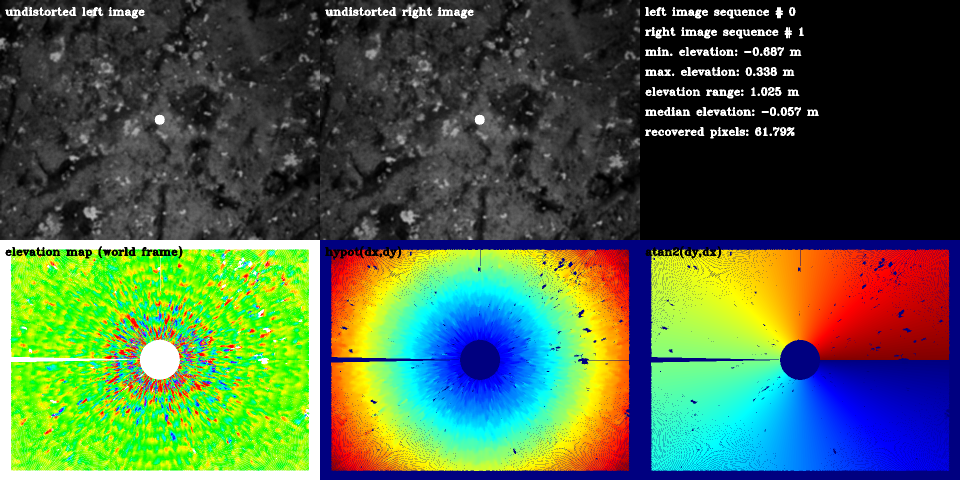 undistorted left image
undistorted right image
left image sequence # 0
right image sequence # 1
min. elevation: -0.687 m
max. elevation: 0.338 m
elevation range: 1.025 m
median elevation: -0.057 m
recovered pixels: 61.79%
elevation map (world frame)
hypot(dx,dy)
atan2(dy,dx)